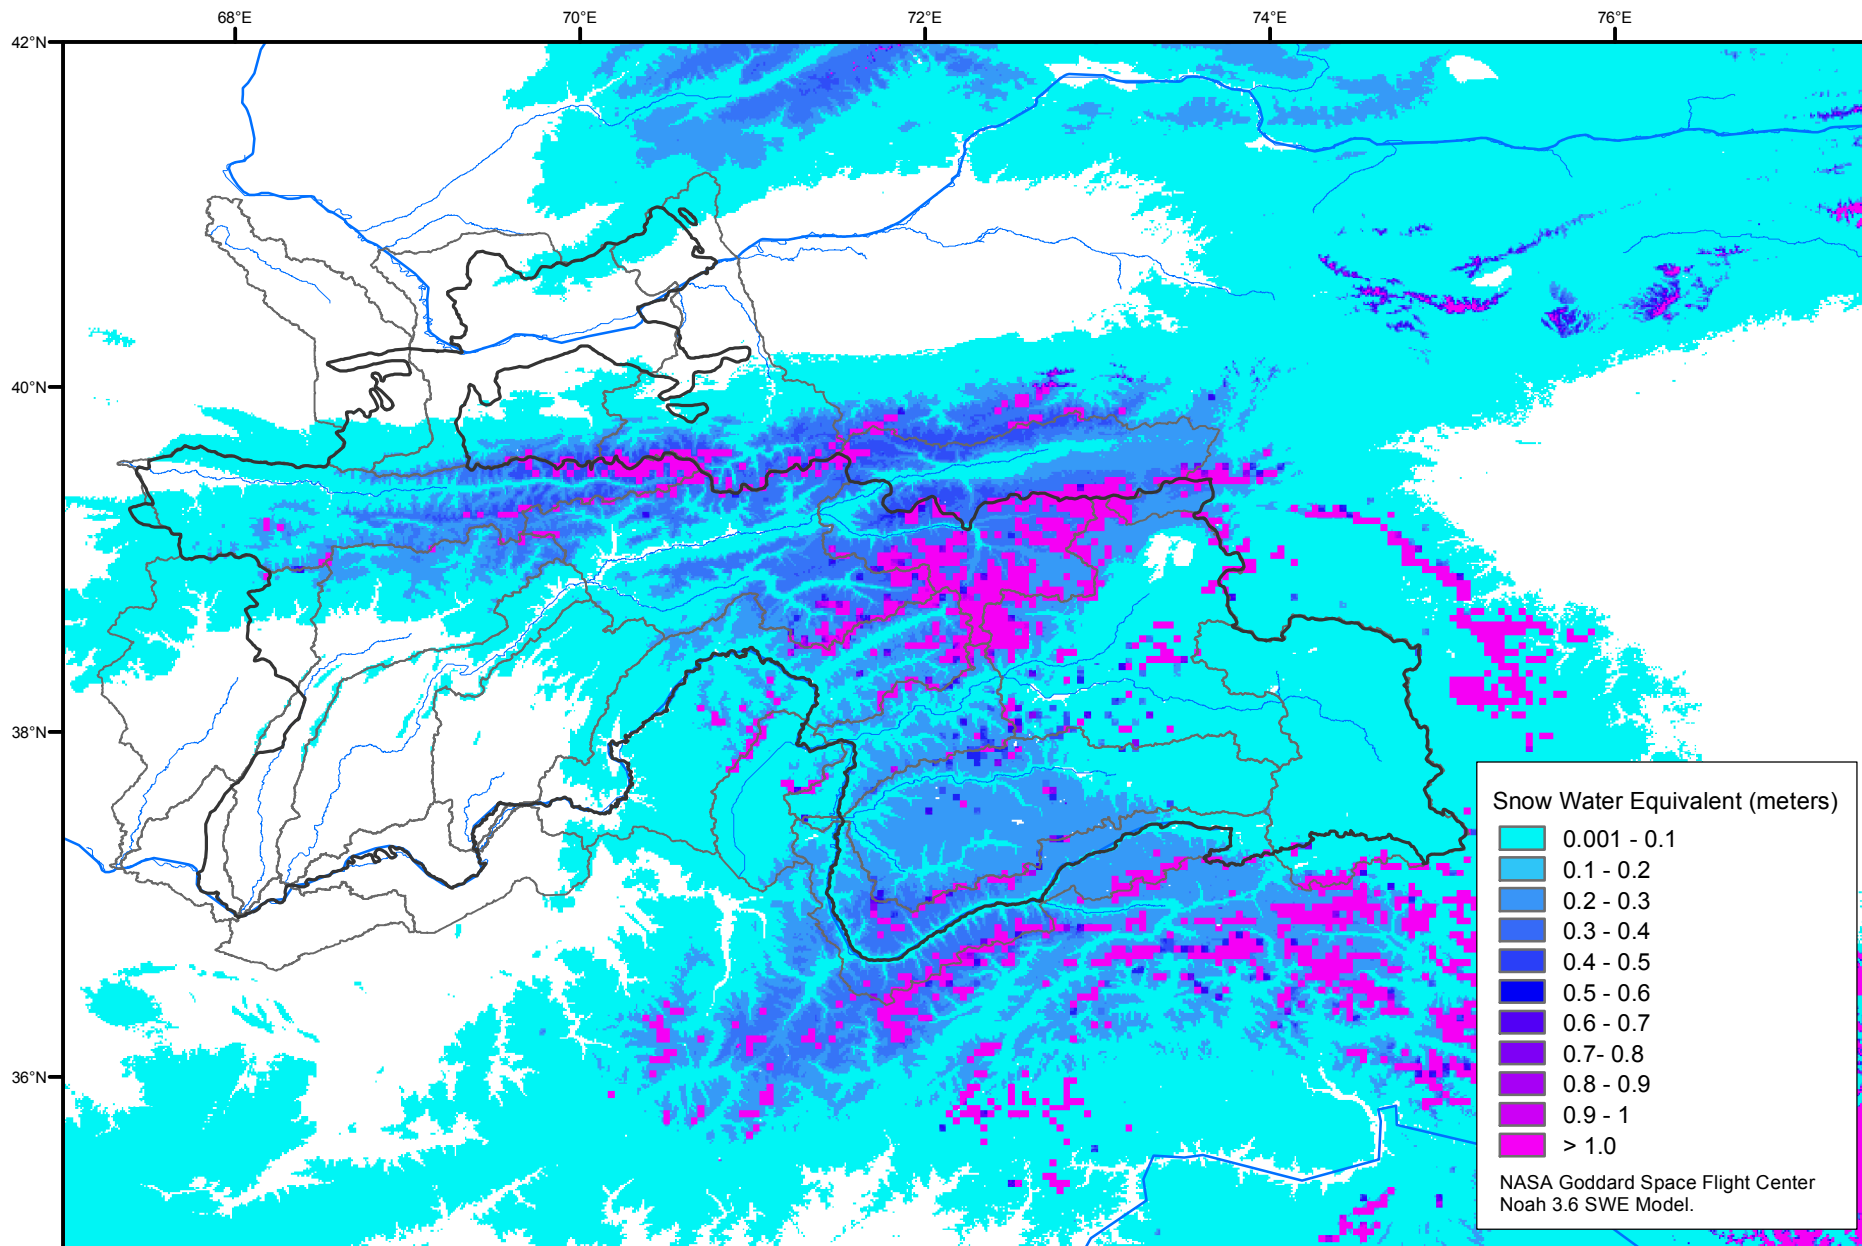 68°E
70°E
72°E
74°E
76°E
42°N
40°N
38°N
36°N
Snow Water Equivalent (meters)
0.001 - 0.1
0.1 - 0.2
0.2 - 0.3
0.3 - 0.4
0.4 - 0.5
0.5 - 0.6
0.6 - 0.7
0.7- 0.8
0.8 - 0.9
0.9 - 1
> 1.0
NASA Goddard Space Flight Center
Noah 3.6 SWE Model.